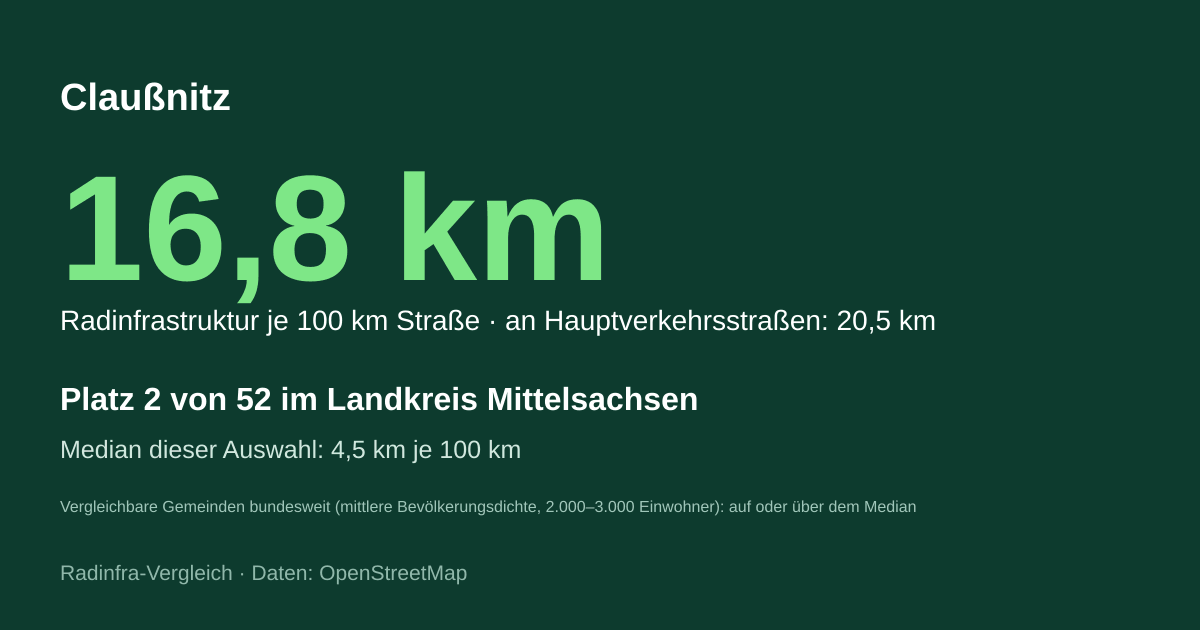 Claußnitz
16,8 km
Radinfrastruktur je 100 km Straße · an Hauptverkehrsstraßen: 20,5 km
Platz 2 von 52 im Landkreis Mittelsachsen
Median dieser Auswahl: 4,5 km je 100 km
Vergleichbare Gemeinden bundesweit (mittlere Bevölkerungsdichte, 2.000–3.000 Einwohner): auf oder über dem Median
Radinfra-Vergleich · Daten: OpenStreetMap